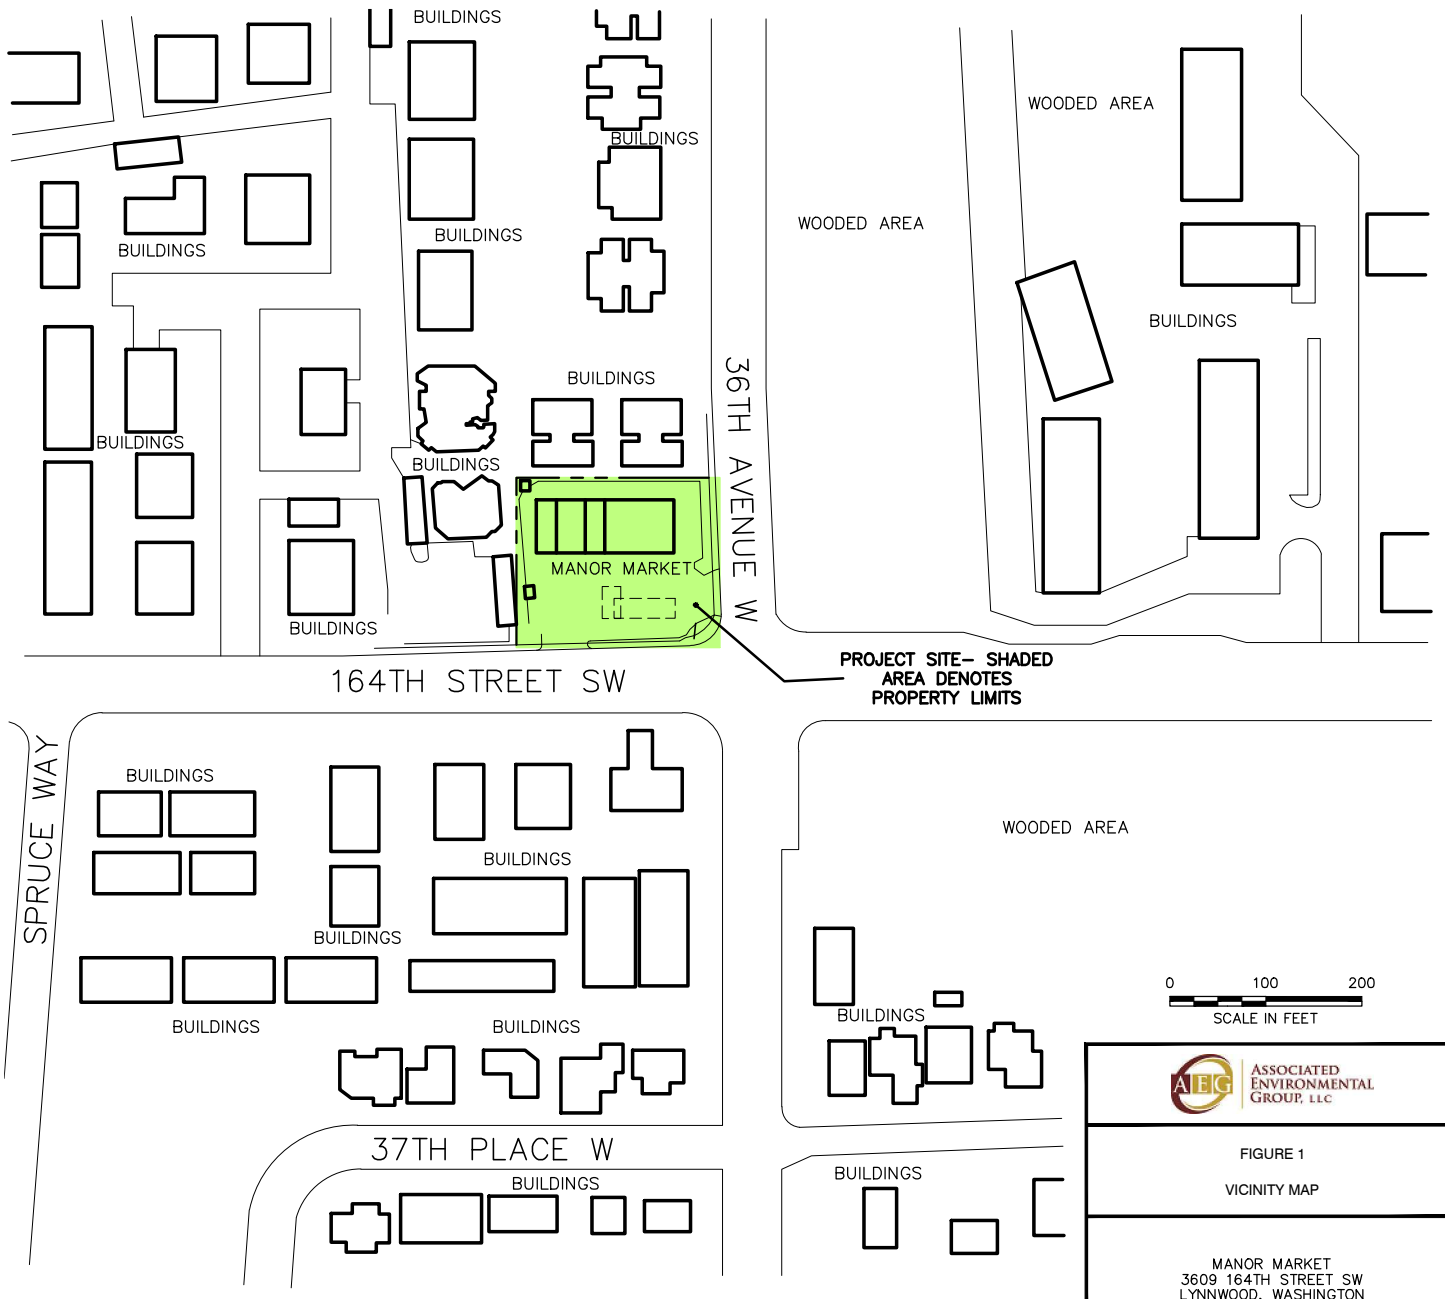 BUILDINGS
WOODED AREA
BUILDINGS
WOODED AREA
BUILDINGS
BUILDINGS
BUILDINGS
36TH AVENUE W
BUILDINGS
BUILDINGS
BUILDINGS
MANOR MARKET
BUILDINGS
PROJECT SITE– SHADED
AREA DENOTES
PROPERTY LIMITS
164TH STREET SW
SPRUCE WAY
BUILDINGS
WOODED AREA
BUILDINGS
BUILDINGS
0 100 200
SCALE IN FEET
BUILDINGS
BUILDINGS
BUILDINGS
AEG
ASSOCIATED
ENVIRONMENTAL
GROUP, LLC
37TH PLACE W
FIGURE 1
VICINITY MAP
BUILDINGS
BUILDINGS
MANOR MARKET
3609 164TH STREET SW
LYNNWOOD, WASHINGTON